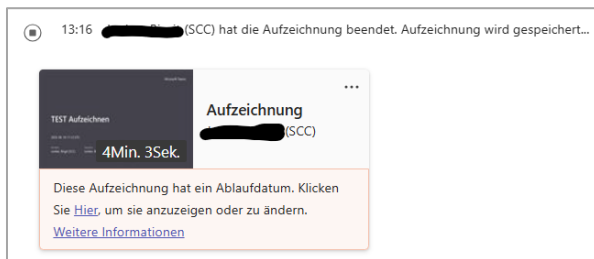 13:16 (SCC) hat die Aufzeichnung beendet. Aufzeichnung wird gespeichert...
TEST Aufzeichnen
4Min. 3Sek.
Aufzeichnung
(SCC)
Diese Aufzeichnung hat ein Ablaufdatum. Klicken
Sie Hier, um sie anzuzeigen oder zu ändern.
Weitere Informationen